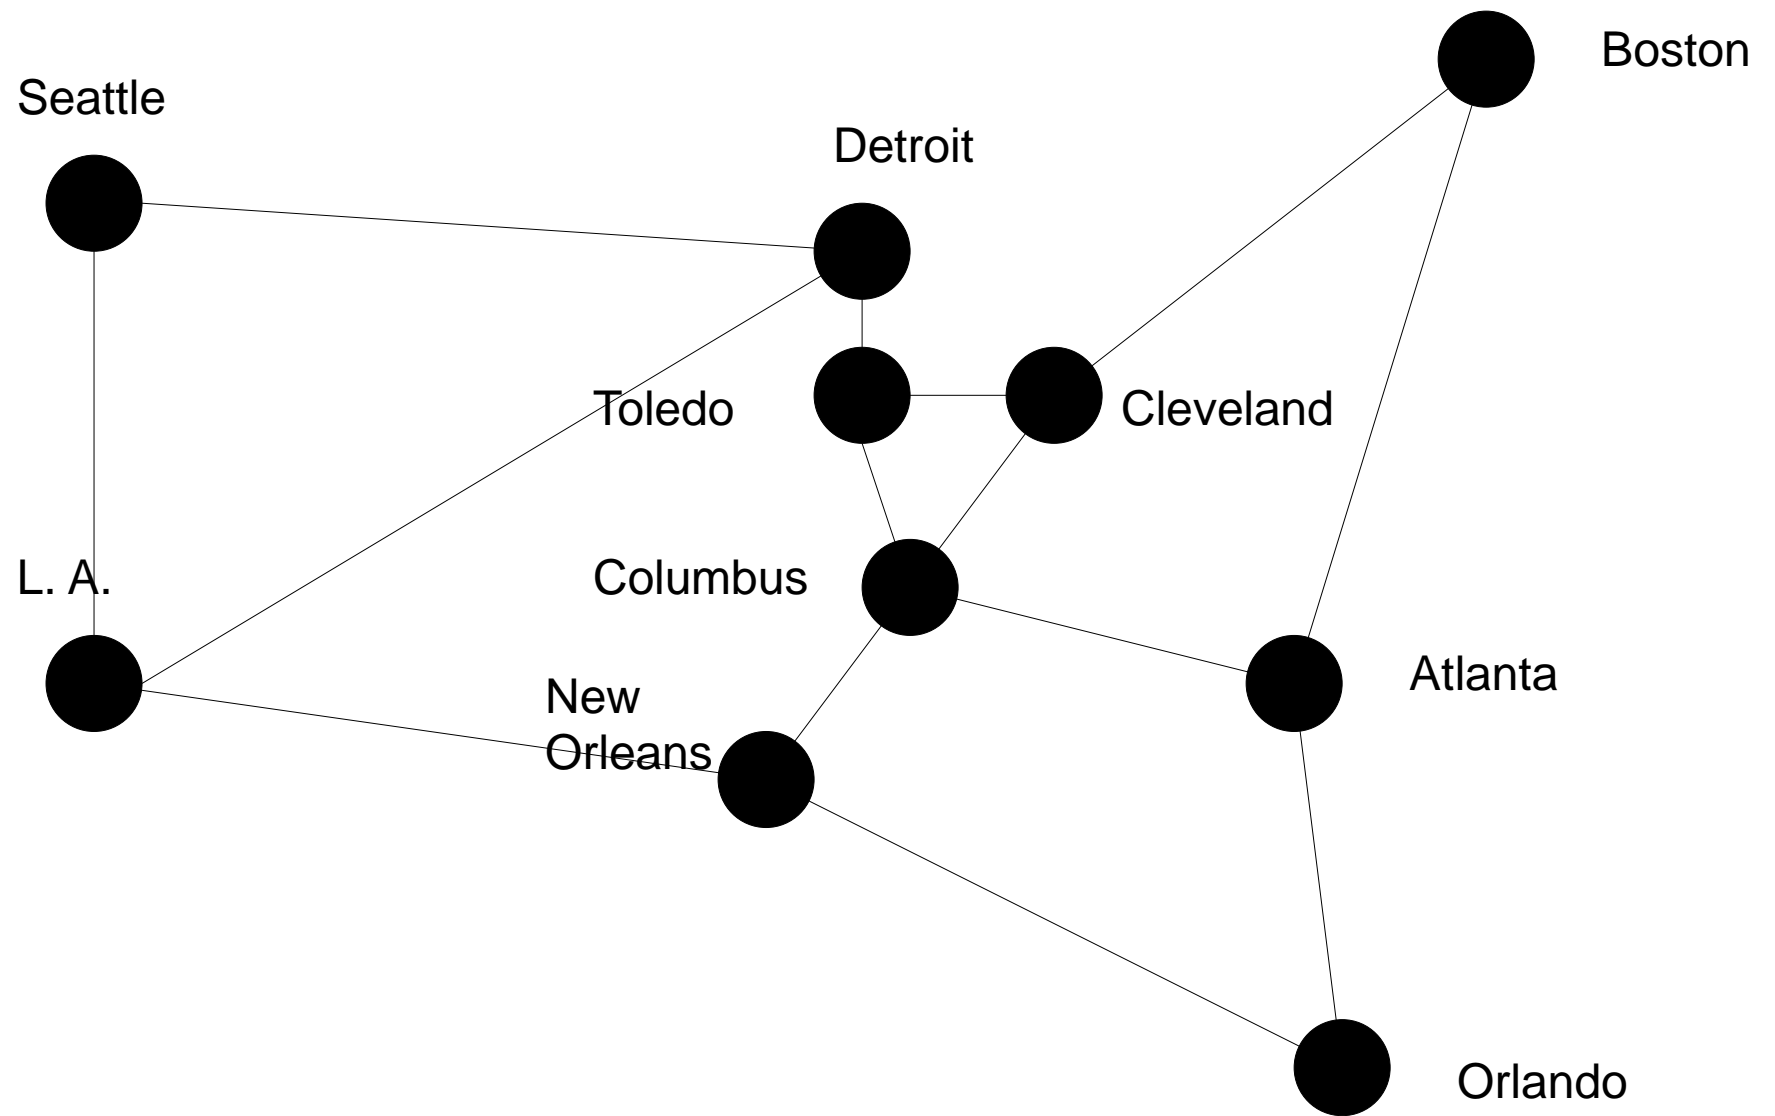 Boston
Seattle
Detroit
Toledo
Cleveland
L. A.
Columbus
Atlanta
New
Orleans
Orlando